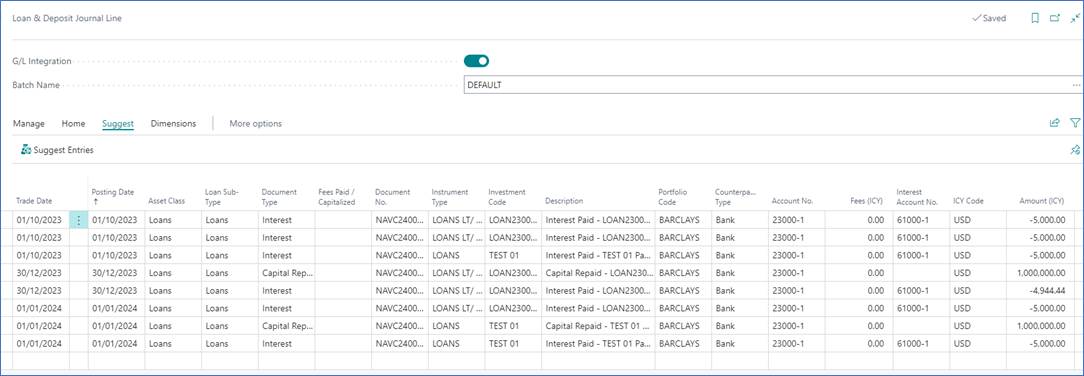 Loan & Deposit Journal Line
Saved
G/L Integration
Batch Name
DEFAULT
Manage Home Suggest Dimensions More options
Suggest Entries
Trade Date Posting Date ↑ Asset Class Loan Sub-Type Document Type Fees Paid / Capitalized Document No. Instrument Type Investment Code Description Portfolio Code Counterpa... Type Account No. Fees (ICY) Interest Account No. ICY Code Amount (ICY)
01/10/2023 01/10/2023 Loans Loans Interest NAVC2400... LOANS LT/ ... LOAN2300... Interest Paid - LOAN2300... BARCLAYS Bank 23000-1 0.00 61000-1 USD -5,000.00
01/10/2023 01/10/2023 Loans Loans Interest NAVC2400... LOANS LT/ ... LOAN2300... Interest Paid - LOAN2300... BARCLAYS Bank 23000-1 0.00 61000-1 USD -5,000.00
01/10/2023 01/10/2023 Loans Loans Interest NAVC2400... LOANS TEST 01 Interest Paid - TEST 01 Pa... BARCLAYS Bank 23000-1 0.00 61000-1 USD -5,000.00
30/12/2023 30/12/2023 Loans Loans Capital Rep... NAVC2400... LOANS LT/ ... LOAN2300... Capital Repaid - LOAN230... BARCLAYS Bank 23000-1 0.00 USD 1,000,000.00
30/12/2023 30/12/2023 Loans Loans Interest NAVC2400... LOANS LT/ ... LOAN2300... Interest Paid - LOAN2300... BARCLAYS Bank 23000-1 0.00 61000-1 USD -4,944.44
01/01/2024 01/01/2024 Loans Loans Interest NAVC2400... LOANS LT/ ... LOAN2300... Interest Paid - LOAN2300... BARCLAYS Bank 23000-1 0.00 61000-1 USD -5,000.00
01/01/2024 01/01/2024 Loans Loans Capital Rep... NAVC2400... LOANS TEST 01 Capital Repaid - TEST 01 ... BARCLAYS Bank 23000-1 0.00 USD 1,000,000.00
01/01/2024 01/01/2024 Loans Loans Interest NAVC2400... LOANS TEST 01 Interest Paid - TEST 01 Pa... BARCLAYS Bank 23000-1 0.00 61000-1 USD -5,000.00